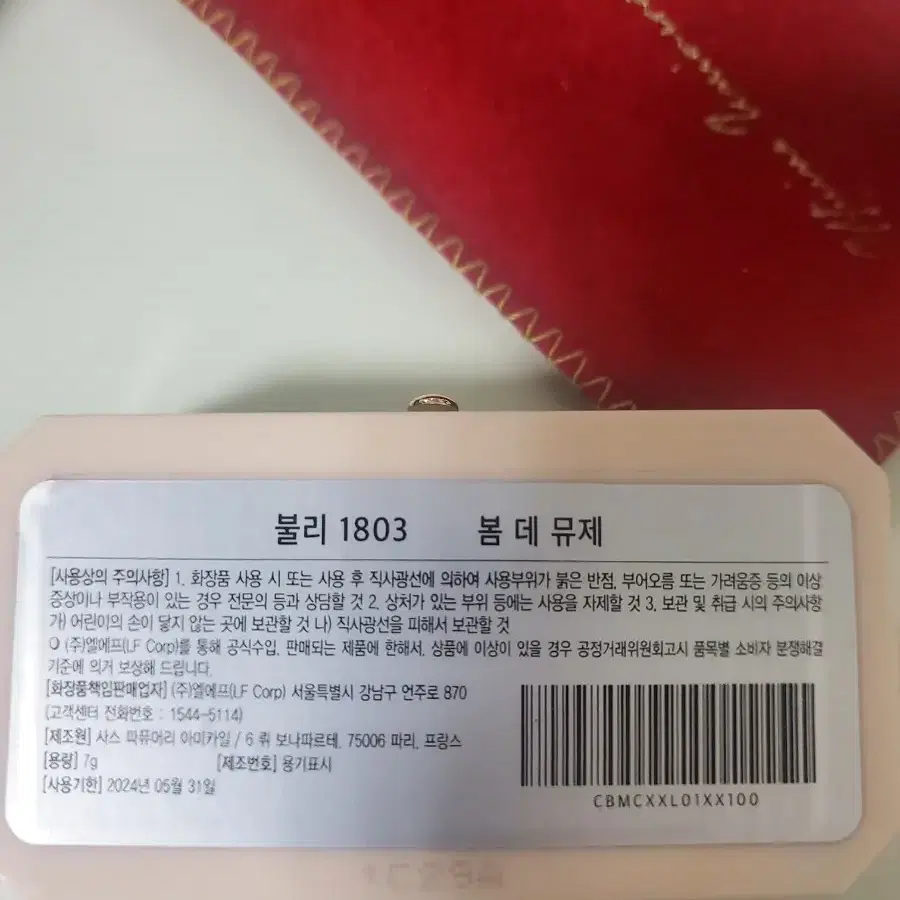 불리 1803 봄 데 뮤제
[사용상의 주의사항] 1. 화장품 사용 시 또는 사용 후 직사광선에 의하여 사용부위가 붉은 반점, 부어오름 또는 가려움증 등의 이상
증상이나 부작용이 있는 경우 전문의 등과 상담할 것 2. 상처가 있는 부위 등에는 사용을 자제할 것 3. 보관 및 취급 시의 주의사항
가) 어린이의 손이 닿지 않는 곳에 보관할 것 나) 직사광선을 피해서 보관할 것
○ (주)엘에프(LF Corp)를 통해 공식수입, 판매되는 제품에 한해서, 상품에 이상이 있을 경우 공정거래위원회고시 품목별 소비자 분쟁해결
기준에 의거 보상해 드립니다.
[화장품책임판매업자] (주)엘에프(LF Corp) 서울특별시 강남구 언주로 870
(고객센터 전화번호 : 1544-5114)
[제조원] 사스 파퓨머리 아미카일 / 6 뤼 보나파르테, 75006 파리, 프랑스
[용량] 7g [제조번호] 용기표시
[사용기한] 2024년 05월 31일
CBMCXXL01XX100